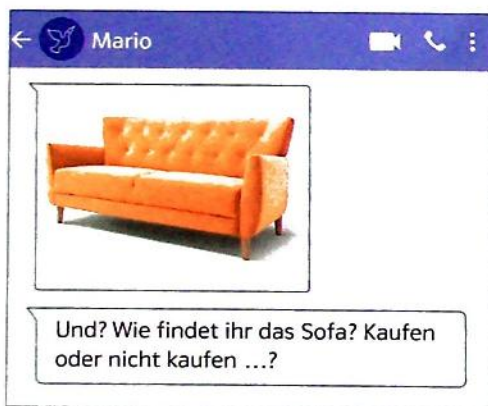 Mario
Und? Wie findet ihr das Sofa? Kaufen
oder nicht kaufen ...?